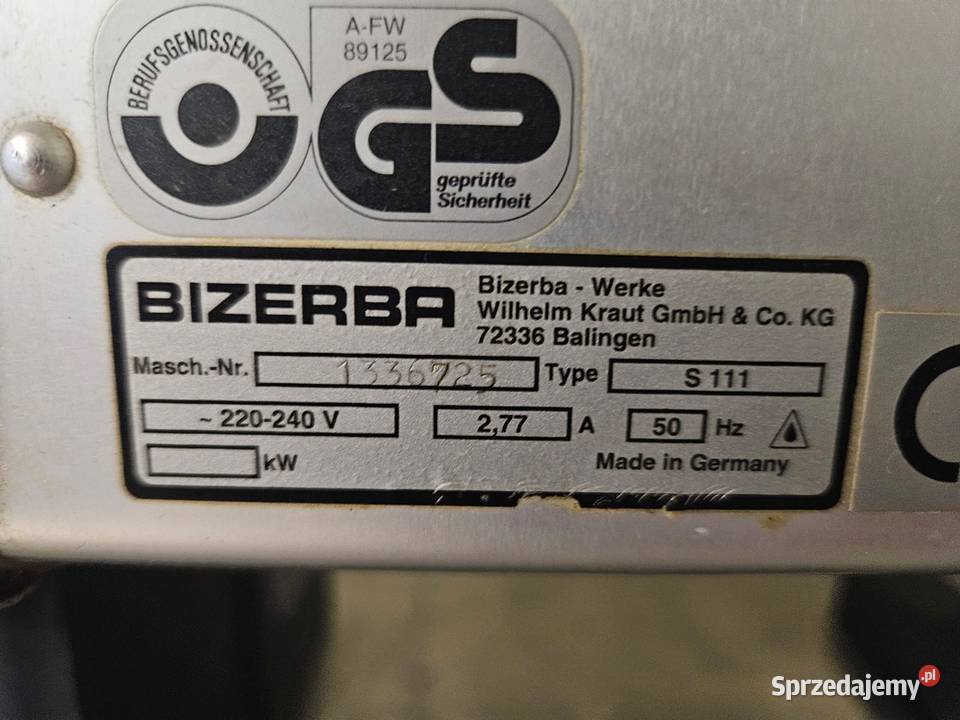 BERUFSGENOSSENSCHAFT
A-FW
89125
GS
geprüfte
Sicherheit
BIZERBA
Bizerba - Werke
Wilhelm Kraut GmbH & Co. KG
72336 Balingen
Masch.-Nr. 1336725 Type S 111
~ 220-240 V 2,77 A 50 Hz
kW
Made in Germany
Sprzedajemy.pl